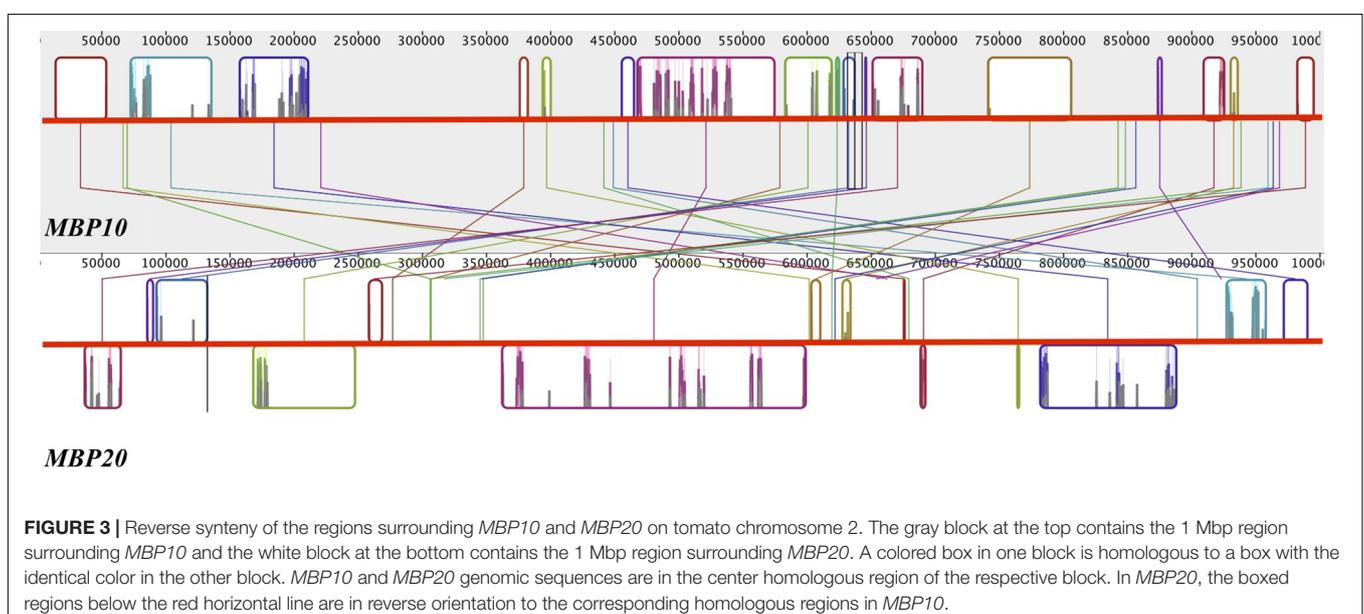 50000 100000 150000 200000 250000 300000 350000 400000 450000 500000 550000 600000 650000 700000 750000 800000 850000 900000 950000 1000
MBP10
50000 100000 150000 200000 250000 300000 350000 400000 450000 500000 550000 600000 650000 700000 750000 800000 850000 900000 950000 1000
MBP20
FIGURE 3 | Reverse synteny of the regions surrounding MBP10 and MBP20 on tomato chromosome 2. The gray block at the top contains the 1 Mbp region
surrounding MBP10 and the white block at the bottom contains the 1 Mbp region surrounding MBP20. A colored box in one block is homologous to a box with the
identical color in the other block. MBP10 and MBP20 genomic sequences are in the center homologous region of the respective block. In MBP20, the boxed
regions below the red horizontal line are in reverse orientation to the corresponding homologous regions in MBP10.